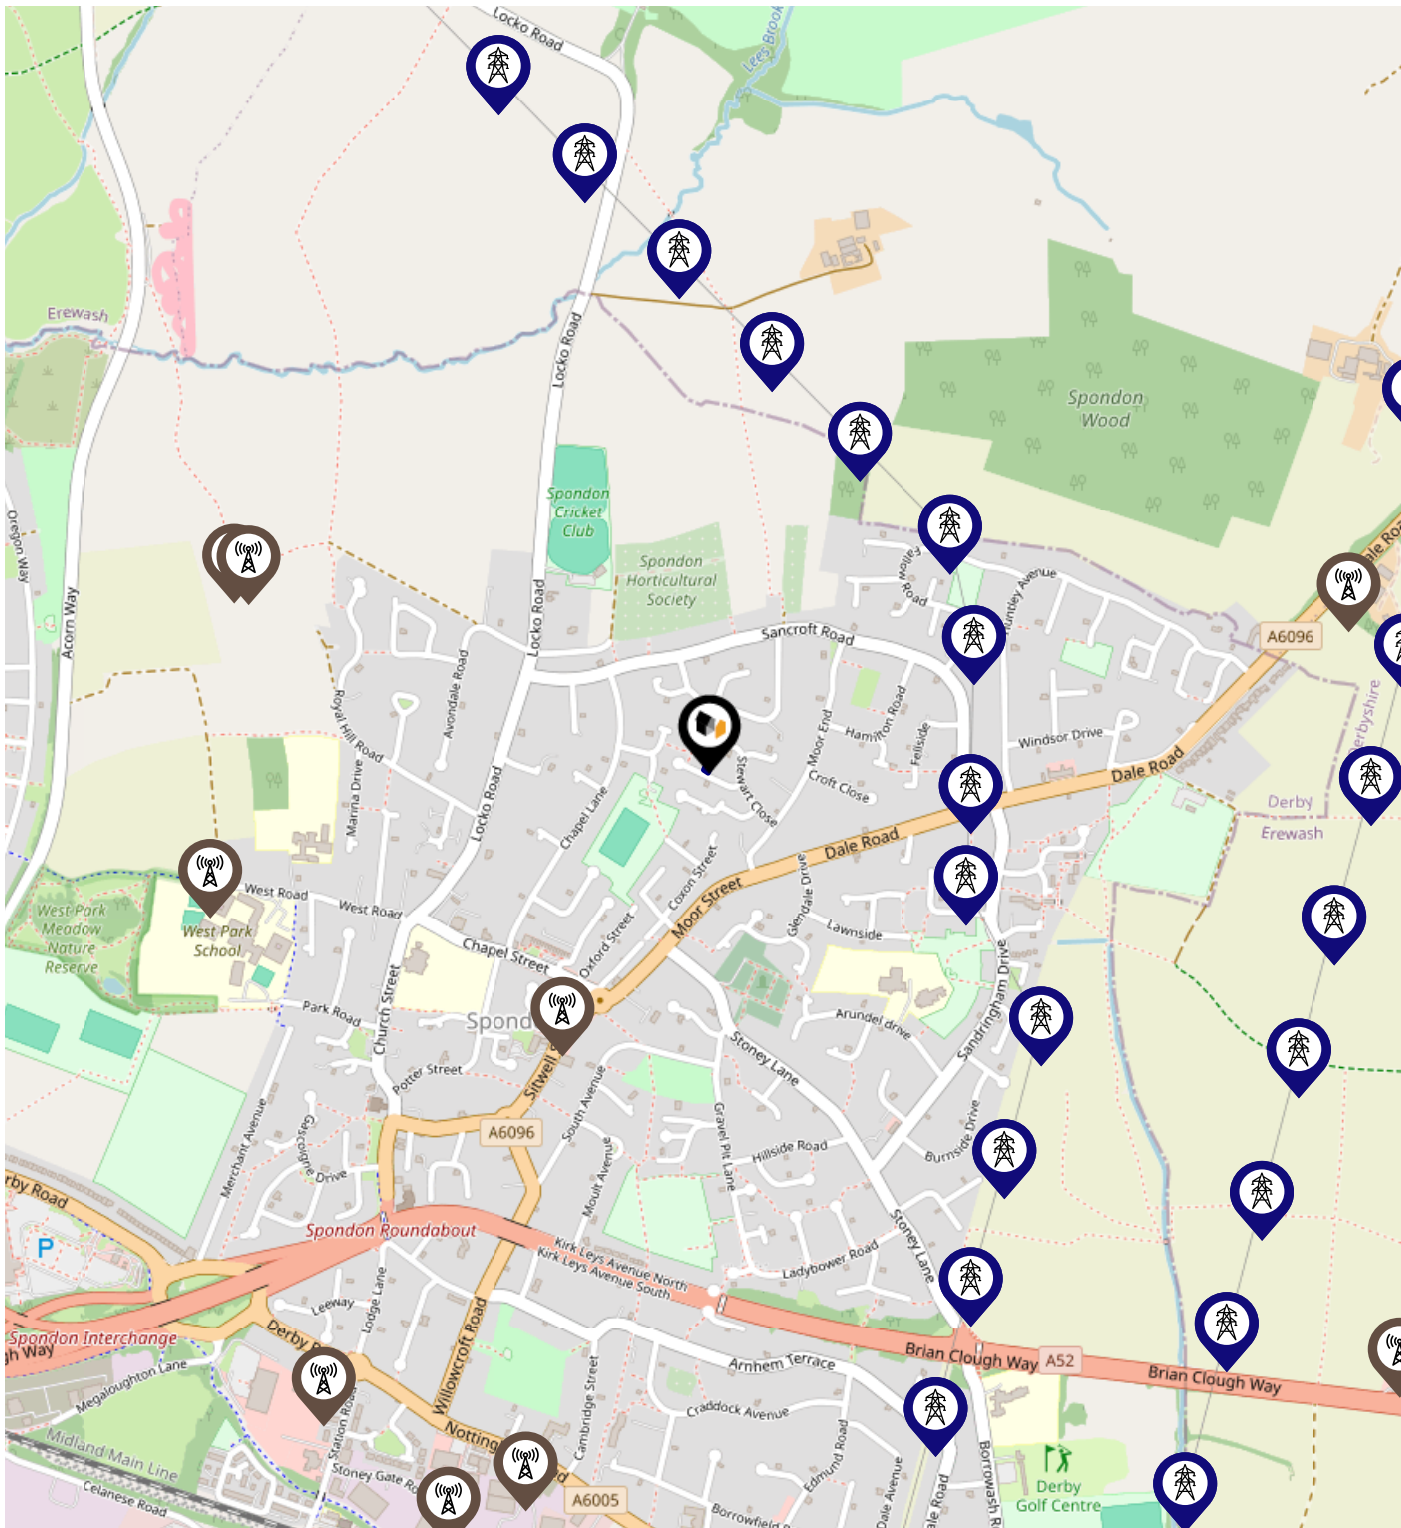 Locko Road
Lees Brook
Erewash
Locko Road
Spondon
Wood
Spondon
Cricket
Club
Oregon Way
Spondon
Horticultural
Society
Fallow
Road
Huntley Avenue
Acorn Way
Locko Road
Sancroft Road
A6096
Derbyshire
Avondale Road
Royal Hill Road
Moor End
Hamilton Road
Fellside
Windsor Drive
Dale Road
Marina Drive
Locko Road
Chapel Lane
Stewart Close
Croft Close
Derby
Erewash
Dale Road
Coxon Street
Moor Street
Glendale Drive
Lawnside
West Road
West Road
West Park
Meadow
Nature
Reserve
West Park
School
Chapel Street
Oxford Street
Church Street
Park Road
Sandringham Drive
Arundel drive
Stoney Lane
Potter Street
Sitwell
A6096
South Avenue
Gravel Pit Lane
Hillside Road
Burnside Drive
Merchant Avenue
Gascoigne Drive
Moult Avenue
Stoney Lane
Spondon Roundabout
Kirk Leys Avenue North
Kirk Leys Avenue South
Ladybower Road
P
Leeway
Lodge Lane
Spondon Interchange
Willowcroft Road
Megaloughton Lane
Arnhem Terrace
Brian Clough Way
A52
Brian Clough Way
Craddock Avenue
Cambridge Street
Edmund Road
Station Road
Midland Main Line
Celanese Road
Stoney Gate
A6005
Derby
Golf Centre